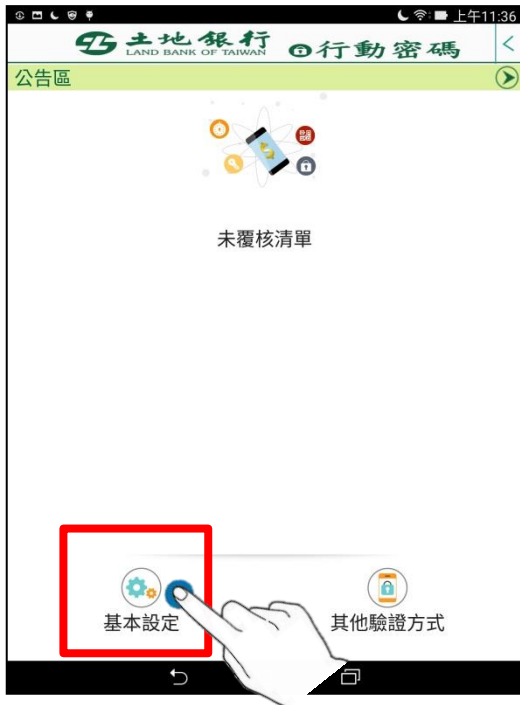 上午11:36
土地銀行 行動密碼
LAND BANK OF TAIWAN
公告區
未覆核清單
基本設定 其他驗證方式